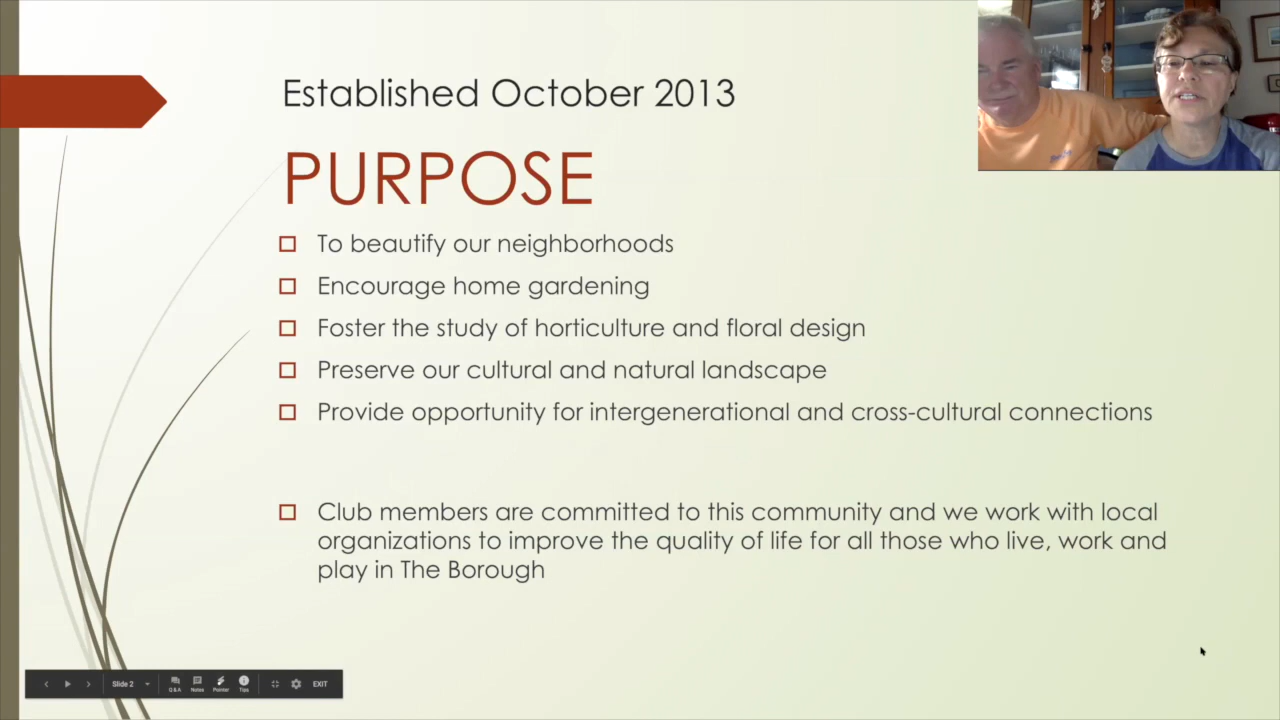 Established October 2013
PURPOSE
To beautify our neighborhoods
Encourage home gardening
Foster the study of horticulture and floral design
Preserve our cultural and natural landscape
Provide opportunity for intergenerational and cross-cultural connections
Club members are committed to this community and we work with local
organizations to improve the quality of life for all those who live, work and
play in The Borough
Slide 2
Q&A
Notes
Pointer
Tips
EXIT